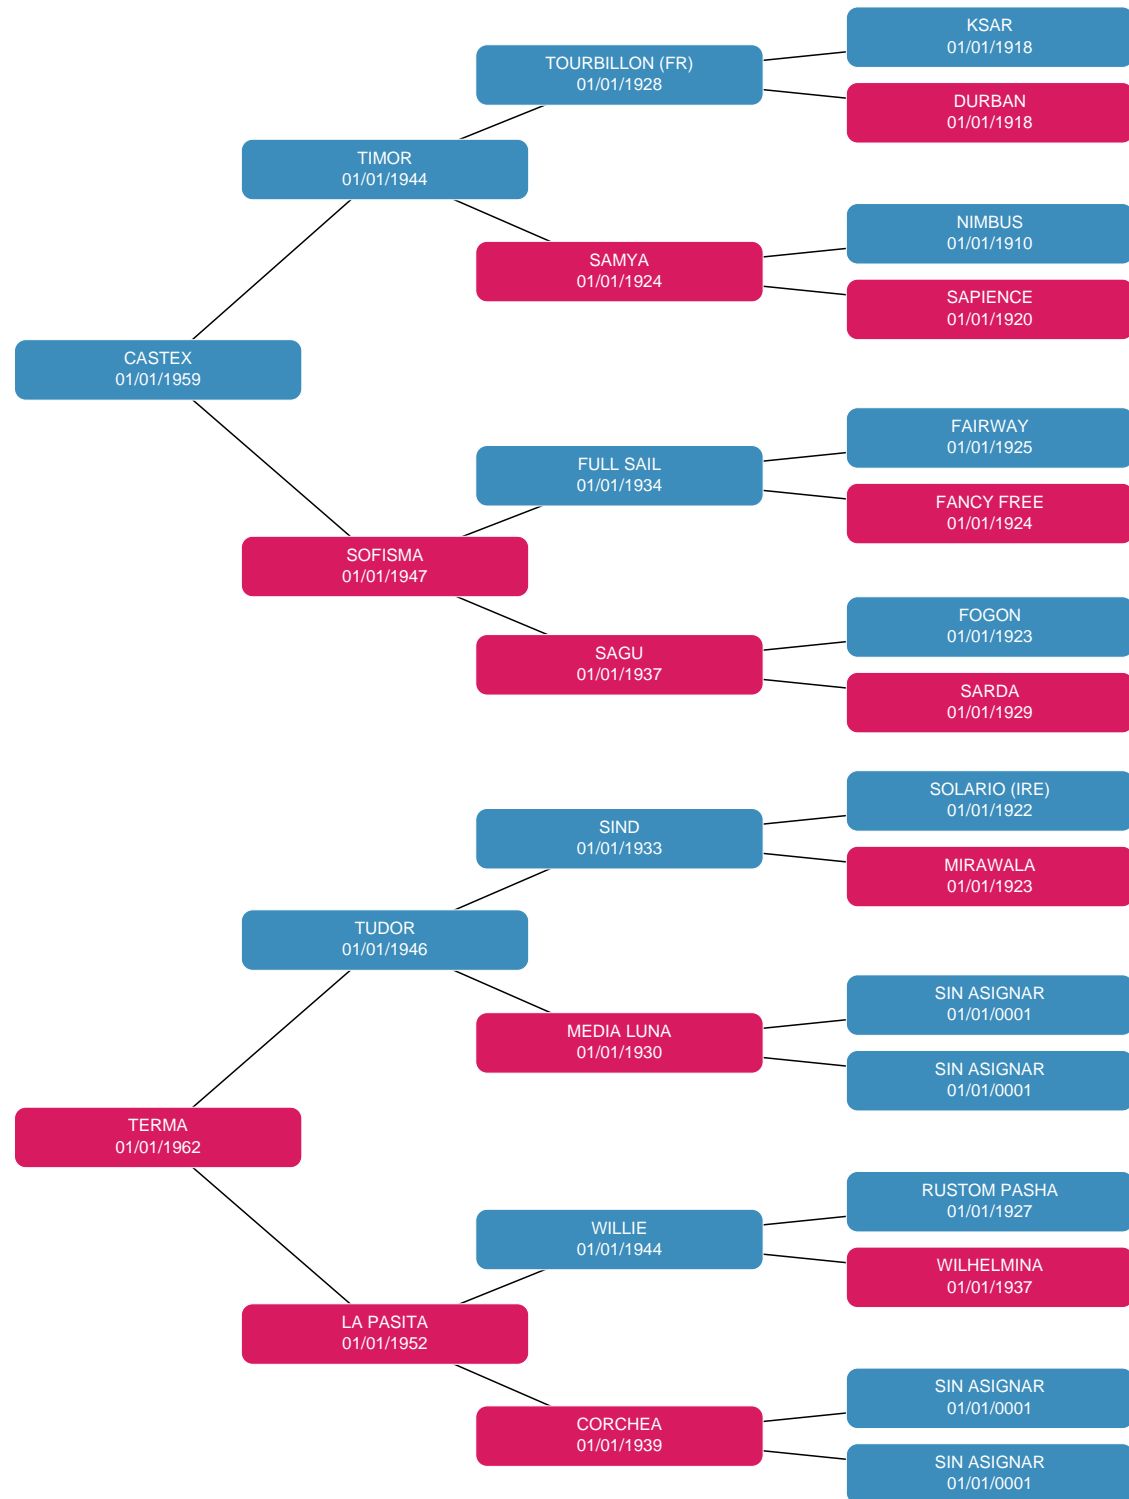 KSAR
01/01/1918
TOURBILLON (FR)
01/01/1928
DURBAN
01/01/1918
TIMOR
01/01/1944
NIMBUS
01/01/1910
SAMYA
01/01/1924
SAPIENCE
01/01/1920
CASTEX
01/01/1959
FAIRWAY
01/01/1925
FULL SAIL
01/01/1934
FANCY FREE
01/01/1924
SOFISMA
01/01/1947
FOGON
01/01/1923
SAGU
01/01/1937
SARDA
01/01/1929
SOLARIO (IRE)
01/01/1922
SIND
01/01/1933
MIRAWALA
01/01/1923
TUDOR
01/01/1946
SIN ASIGNAR
01/01/0001
MEDIA LUNA
01/01/1930
SIN ASIGNAR
01/01/0001
TERMA
01/01/1962
RUSTOM PASHA
01/01/1927
WILLIE
01/01/1944
WILHELMINA
01/01/1937
LA PASITA
01/01/1952
SIN ASIGNAR
01/01/0001
CORCHEA
01/01/1939
SIN ASIGNAR
01/01/0001